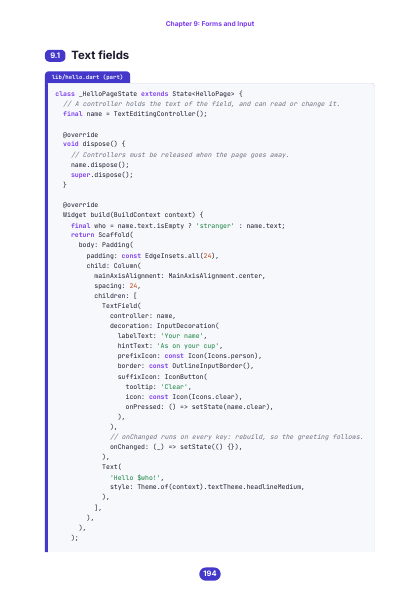 Chapter 9: Forms and Input
9.1 Text fields
lib/hello.dart (part)
class _HelloPageState extends State<HelloPage> {
  // A controller holds the text of the field, and can read or change it.
  final name = TextEditingController();

  @override
  void dispose() {
    // Controllers must be released when the page goes away.
    name.dispose();
    super.dispose();
  }

  @override
  Widget build(BuildContext context) {
    final who = name.text.isEmpty ? 'stranger' : name.text;
    return Scaffold(
      body: Padding(
        padding: const EdgeInsets.all(24),
        child: Column(
          mainAxisAlignment: MainAxisAlignment.center,
          spacing: 24,
          children: [
            TextField(
              controller: name,
              decoration: InputDecoration(
                labelText: 'Your name',
                hintText: 'As on your cup',
                prefixIcon: const Icon(Icons.person),
                border: const OutlineInputBorder(),
                suffixIcon: IconButton(
                  tooltip: 'Clear',
                  icon: const Icon(Icons.clear),
                  onPressed: () => setState(name.clear),
                ),
              ),
              // onChanged runs on every key: rebuild, so the greeting follows.
              onChanged: (_) => setState(() {}),
            ),
            Text(
              'Hello $who!',
              style: Theme.of(context).textTheme.headlineMedium,
            ),
          ],
        ),
      ),
    );
194